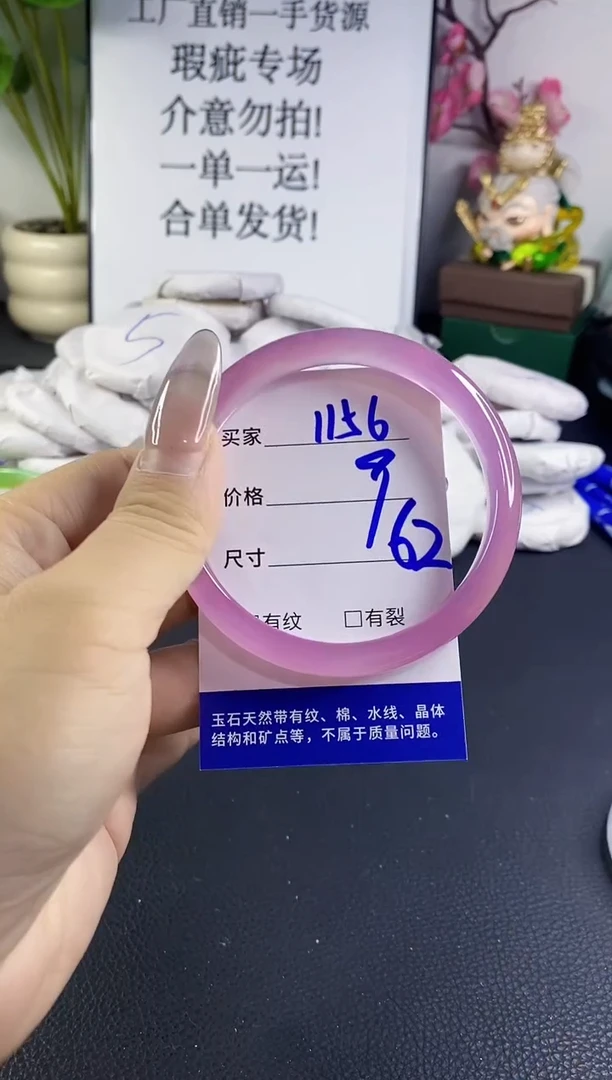 工厂直销一手货源
瑕疵专场
介意勿拍!
一单一运!
合单发货!
5
买家 1156
价格
尺寸 62
有纹 □有裂
玉石天然带有纹、棉、水线、晶体
结构和矿点等，不属于质量问题。